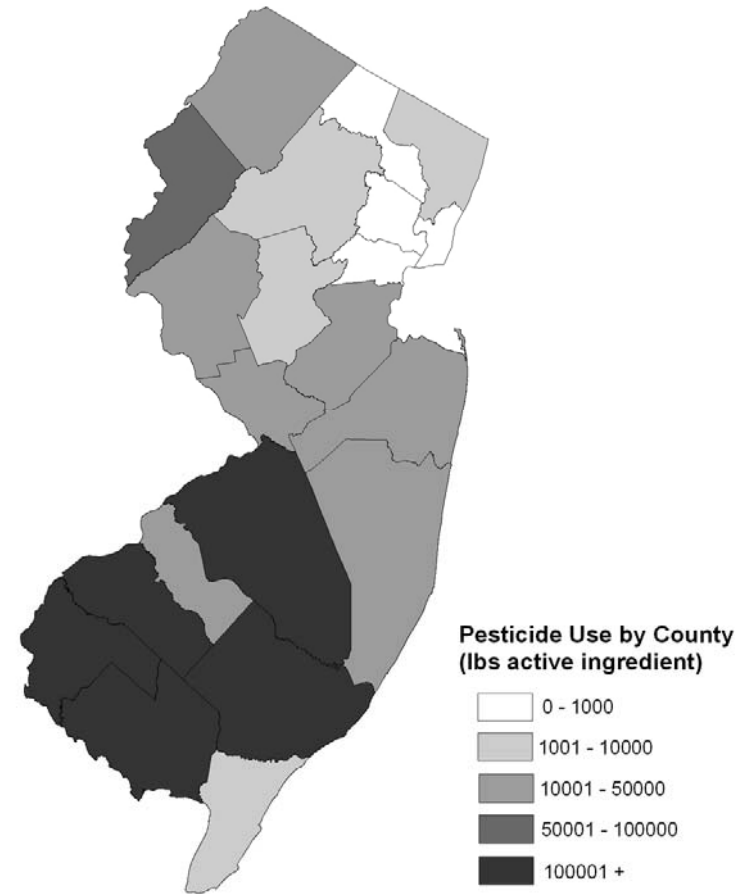 Pesticide Use by County
(lbs active ingredient)
0 - 1000
1001 - 10000
10001 - 50000
50001 - 100000
100001 +